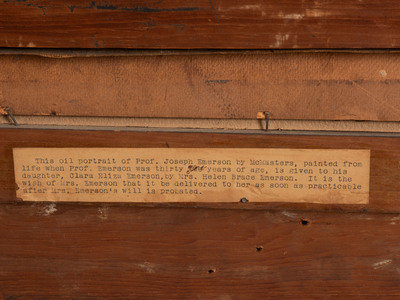 This oil portrait of Prof. Joseph Emerson by McMasters, painted from
life when Prof. Emerson was thirty years of age, is given to his
daughter, Clara Eliza Emerson, by Mrs. Helen Brace Emerson. It is the
wish of Mrs. Emerson that it be delivered to her as soon as practicable
after Mrs. Emerson's will is probated.